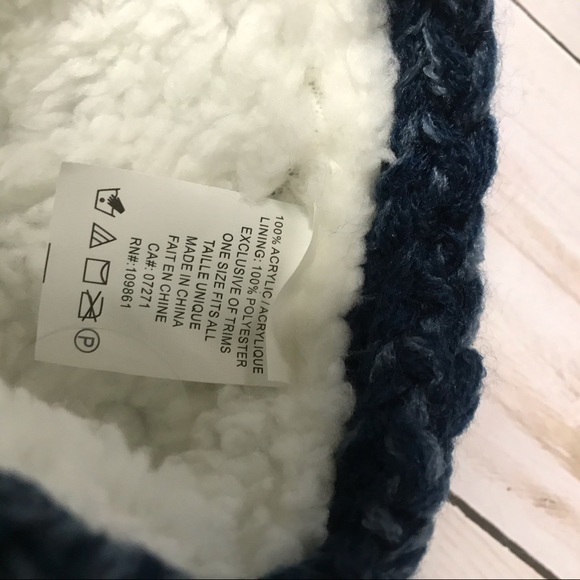 100% ACRYLIC/ACRYLIQUE
LINING: 100% POLYESTER
EXCLUSIVE OF TRIMS
ONE SIZE FITS ALL
TAILLE UNIQUE
MADE IN CHINA
FAIT EN CHINE
CA#: 07271
RN#:109861
P